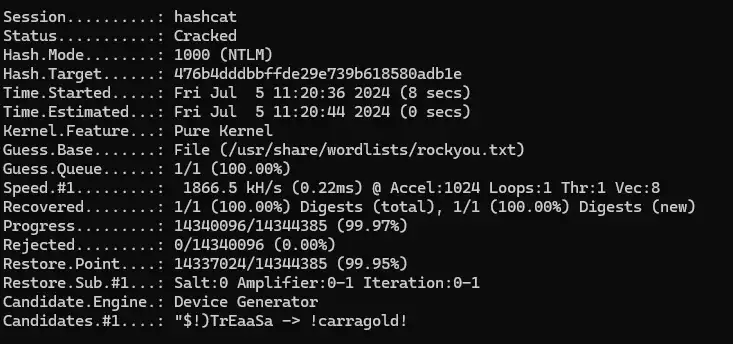 Session..........: hashcat
Status...........: Cracked
Hash.Mode........: 1000 (NTLM)
Hash.Target......: 476b4dddbbffde29e739b618580adb1e
Time.Started.....: Fri Jul  5 11:20:36 2024 (8 secs)
Time.Estimated...: Fri Jul  5 11:20:44 2024 (0 secs)
Kernel.Feature...: Pure Kernel
Guess.Base.......: File (/usr/share/wordlists/rockyou.txt)
Guess.Queue......: 1/1 (100.00%)
Speed.#1.........:  1866.5 kH/s (0.22ms) @ Accel:1024 Loops:1 Thr:1 Vec:8
Recovered........: 1/1 (100.00%) Digests (total), 1/1 (100.00%) Digests (new)
Progress.........: 14340096/14344385 (99.97%)
Rejected.........: 0/14340096 (0.00%)
Restore.Point....: 14337024/14344385 (99.95%)
Restore.Sub.#1...: Salt:0 Amplifier:0-1 Iteration:0-1
Candidate.Engine.: Device Generator
Candidates.#1....: "$!)TrEaaSa -> !carragold!